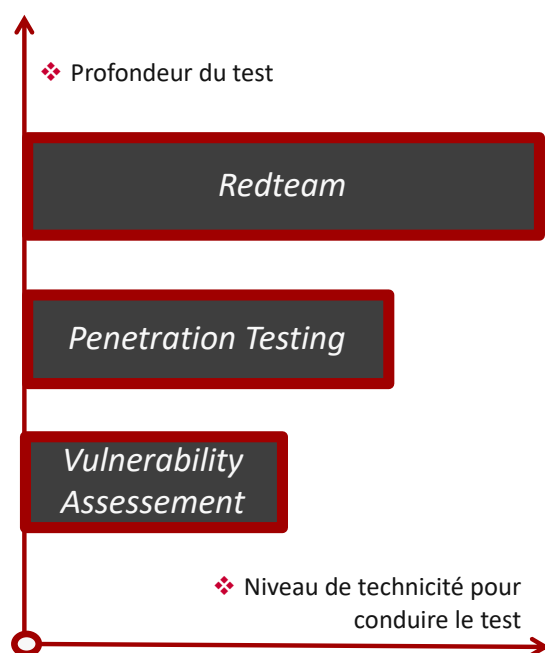 ❖ Profondeur du test
Redteam
Penetration Testing
Vulnerability
Assessement
❖ Niveau de technicité pour
conduire le test